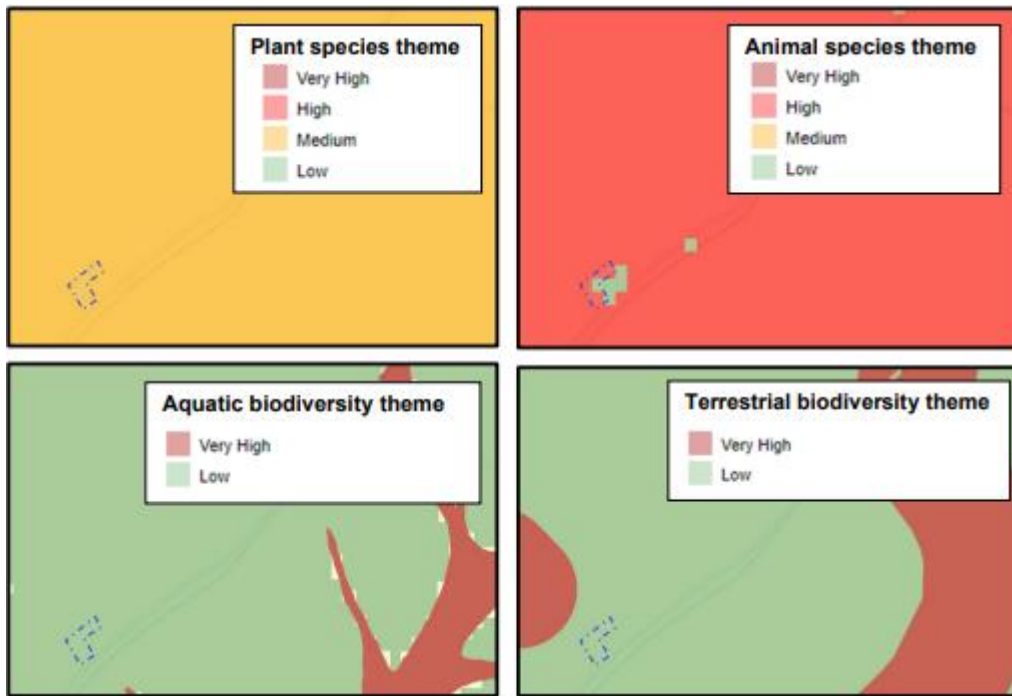 Plant species theme
Very High
High
Medium
Low
Animal species theme
Very High
High
Medium
Low
Aquatic biodiversity theme
Very High
Low
Terrestrial biodiversity theme
Very High
Low